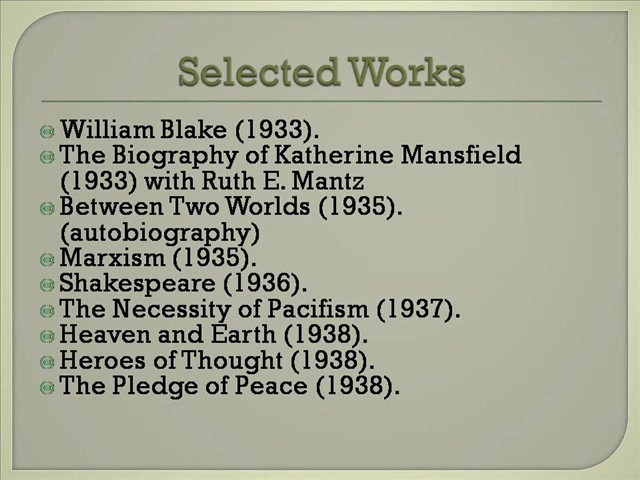 Selected Works
William Blake (1933).
The Biography of Katherine Mansfield
(1933) with Ruth E. Mantz
Between Two Worlds (1935).
(autobiography)
Marxism (1935).
Shakespeare (1936).
The Necessity of Pacifism (1937).
Heaven and Earth (1938).
Heroes of Thought (1938).
The Pledge of Peace (1938).